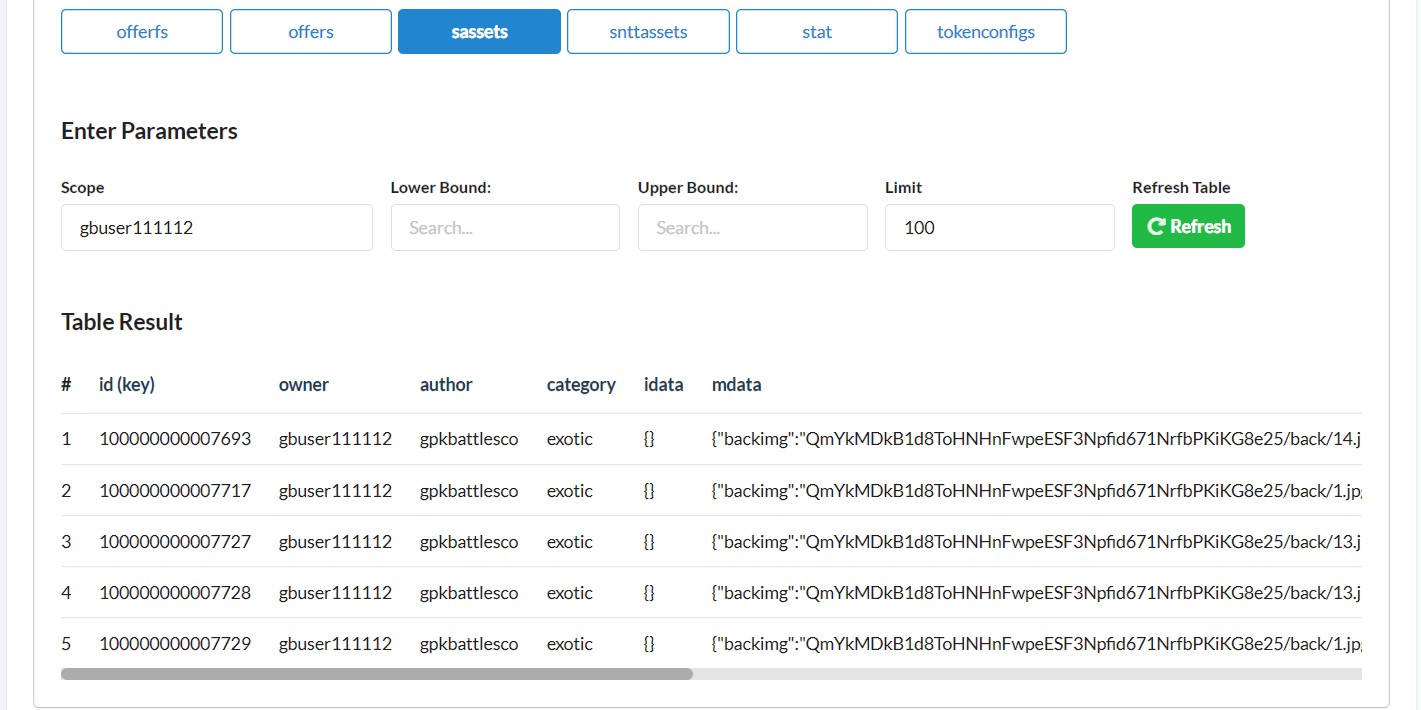 offerfs offers sassets snttassets stat tokenconfigs
Enter Parameters
Scope Lower Bound: Upper Bound: Limit Refresh Table
gbuser111112 Search... Search... 100 Refresh
Table Result
# id (key) owner author category idata mdata
1 100000000007693 gbuser111112 gpkbattlesco exotic {} {"backimg":"QmYkMDkB1d8ToHNHnFwpeESF3Npfid671NrfbPKiKG8e25/back/14.j
2 100000000007717 gbuser111112 gpkbattlesco exotic {} {"backimg":"QmYkMDkB1d8ToHNHnFwpeESF3Npfid671NrfbPKiKG8e25/back/1.jpg
3 100000000007727 gbuser111112 gpkbattlesco exotic {} {"backimg":"QmYkMDkB1d8ToHNHnFwpeESF3Npfid671NrfbPKiKG8e25/back/13.j
4 100000000007728 gbuser111112 gpkbattlesco exotic {} {"backimg":"QmYkMDkB1d8ToHNHnFwpeESF3Npfid671NrfbPKiKG8e25/back/13.j
5 100000000007729 gbuser111112 gpkbattlesco exotic {} {"backimg":"QmYkMDkB1d8ToHNHnFwpeESF3Npfid671NrfbPKiKG8e25/back/1.jpg